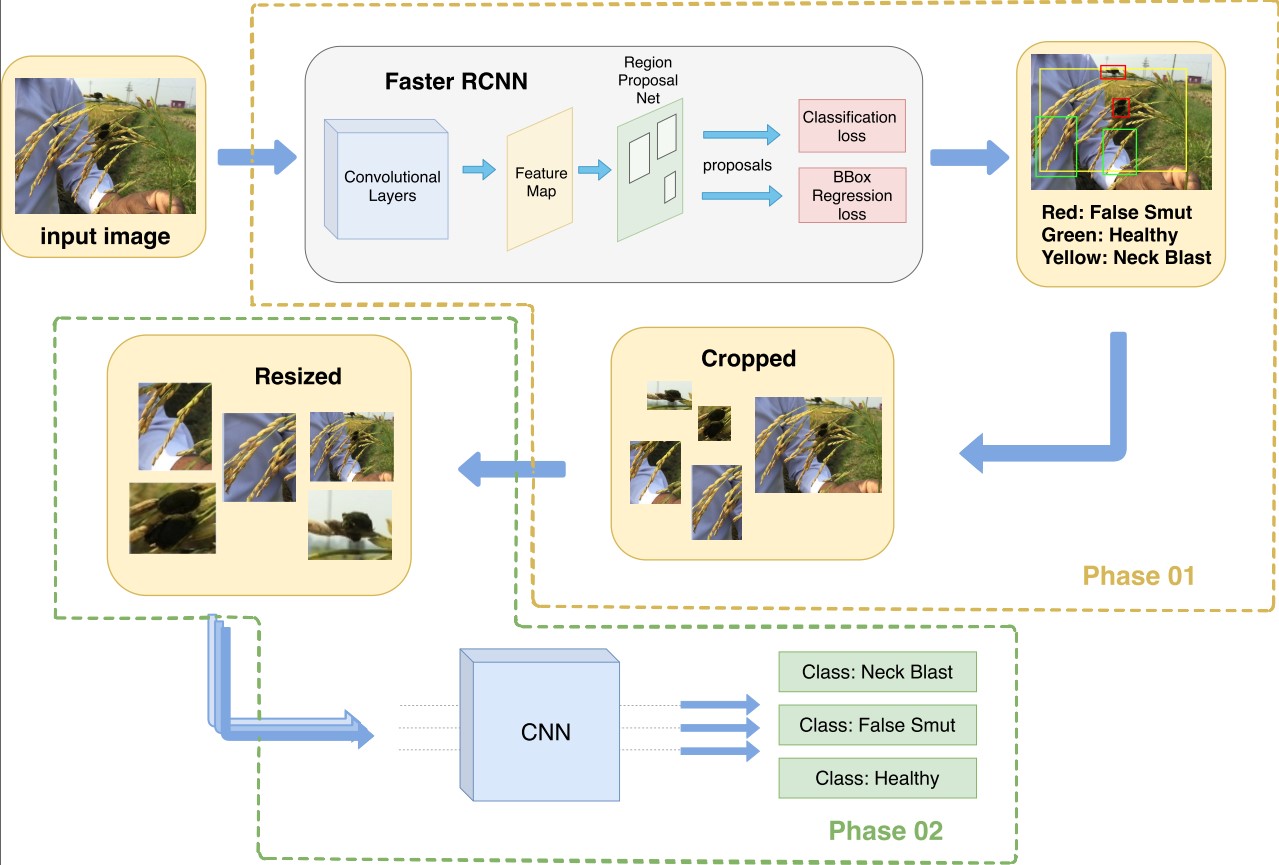 input image
Faster RCNN
Convolutional
Layers
Feature
Map
Region
Proposal
Net
proposals
Classification
loss
BBox
Regression
loss
Red: False Smut
Green: Healthy
Yellow: Neck Blast
Cropped
Phase 01
Resized
CNN
Class: Neck Blast
Class: False Smut
Class: Healthy
Phase 02